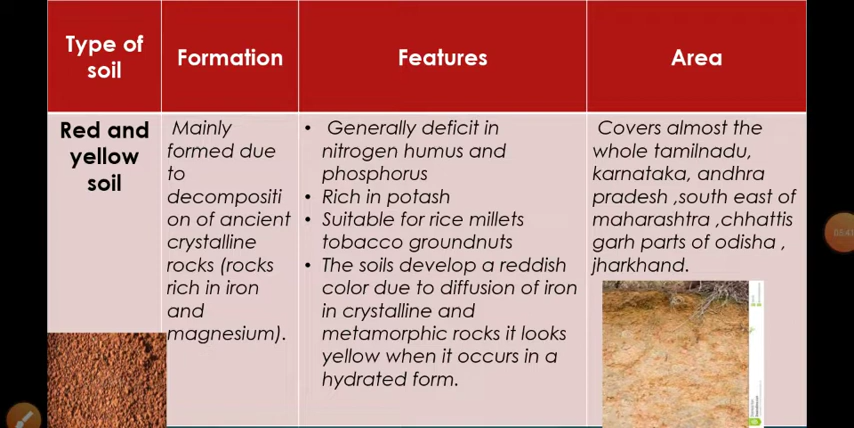 Type of
soil
Formation
Features
Area
Red and
yellow
soil
Mainly
formed due
to
decompositi
on of ancient
crystalline
rocks (rocks
rich in iron
and
magnesium).
• Generally deficit in
nitrogen humus and
phosphorus
• Rich in potash
• Suitable for rice millets
tobacco groundnuts
• The soils develop a reddish
color due to diffusion of iron
in crystalline and
metamorphic rocks it looks
yellow when it occurs in a
hydrated form.
Covers almost the
whole tamilnadu,
karnataka, andhra
pradesh ,south east of
maharashtra ,chhattis
garh parts of odisha ,
jharkhand.